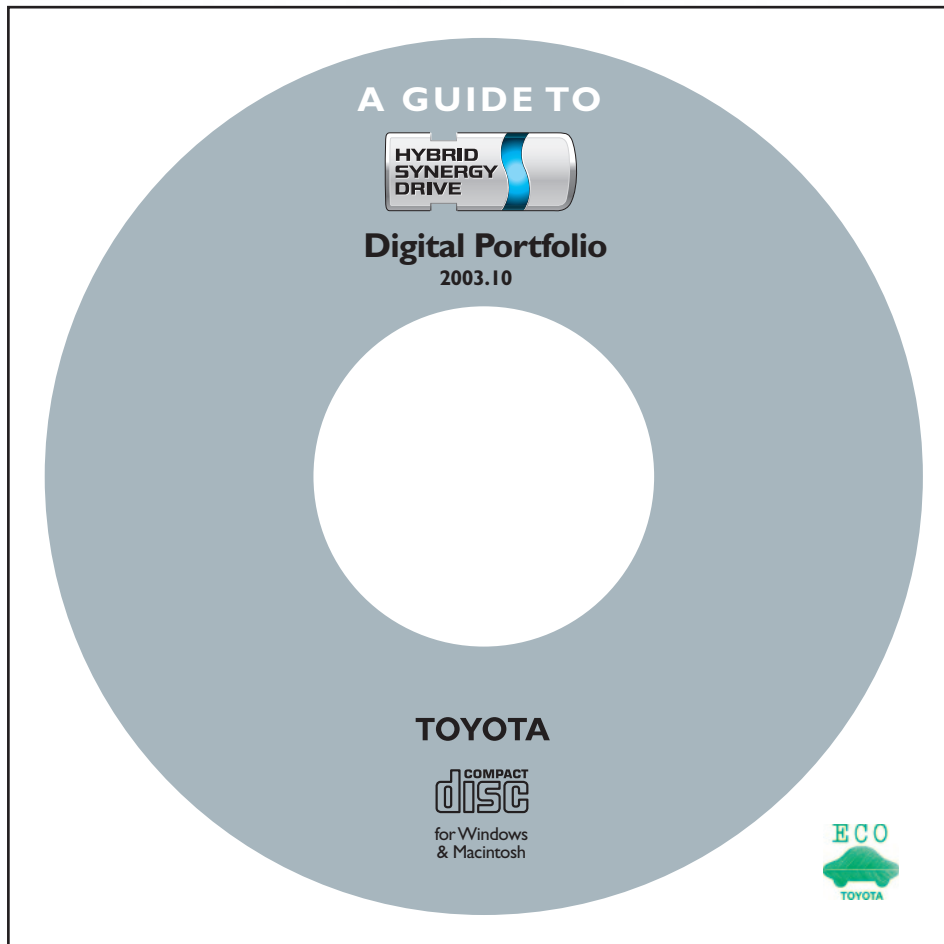 A GUIDE TO
HYBRID
SYNERGY
DRIVE
Digital Portfolio
2003.10
TOYOTA
COMPACT
disc
for Windows
& Macintosh
ECO
TOYOTA